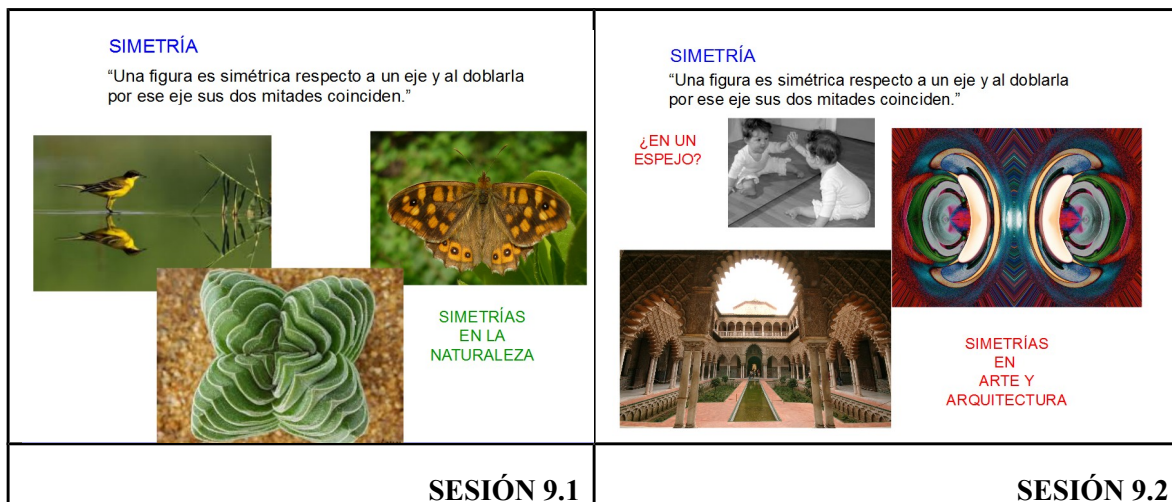 SIMETRÍA
“Una figura es simétrica respecto a un eje y al doblarla
por ese eje sus dos mitades coinciden.”
SIMETRÍAS
EN LA
NATURALEZA
SESIÓN 9.1
SIMETRÍA
“Una figura es simétrica respecto a un eje y al doblarla
por ese eje sus dos mitades coinciden.”
¿EN UN
ESPEJO?
SIMETRÍAS
EN
ARTE Y
ARQUITECTURA
SESIÓN 9.2